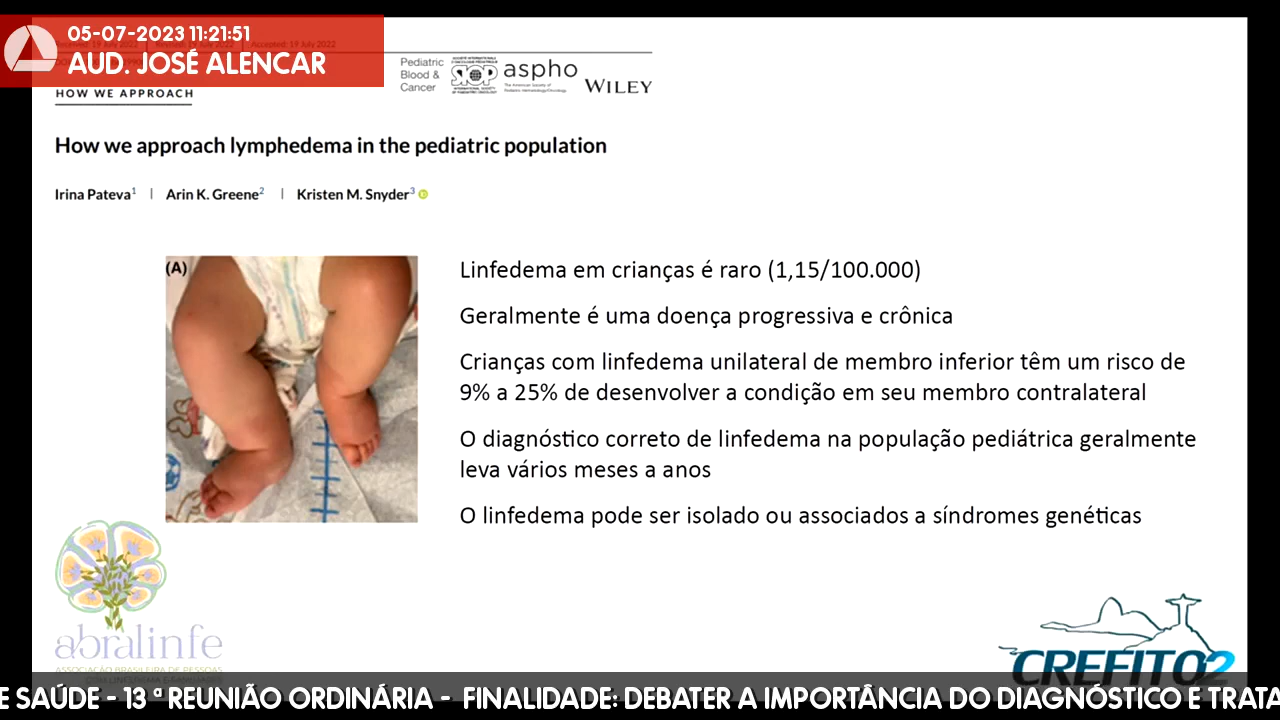 05-07-2023 11:21:51
AUD. JOSÉ ALENCAR
HOW WE APPROACH
Pediatric
Blood &
Cancer
aspho
WILEY
How we approach lymphedema in the pediatric population
Irina Pateva1 | Arin K. Greene2 | Kristen M. Snyder3
(A)
Linfedema em crianças é raro (1,15/100.000)
Geralmente é uma doença progressiva e crônica
Crianças com linfedema unilateral de membro inferior têm um risco de
9% a 25% de desenvolver a condição em seu membro contralateral
O diagnóstico correto de linfedema na população pediátrica geralmente
leva vários meses a anos
O linfedema pode ser isolado ou associados a síndromes genéticas
abralinfe
ASSOCIAÇÃO BRASILEIRA DE PESSOAS
CREFITO2
E SAÚDE - 13 ª REUNIÃO ORDINÁRIA - FINALIDADE: DEBATER A IMPORTÂNCIA DO DIAGNÓSTICO E TRATA